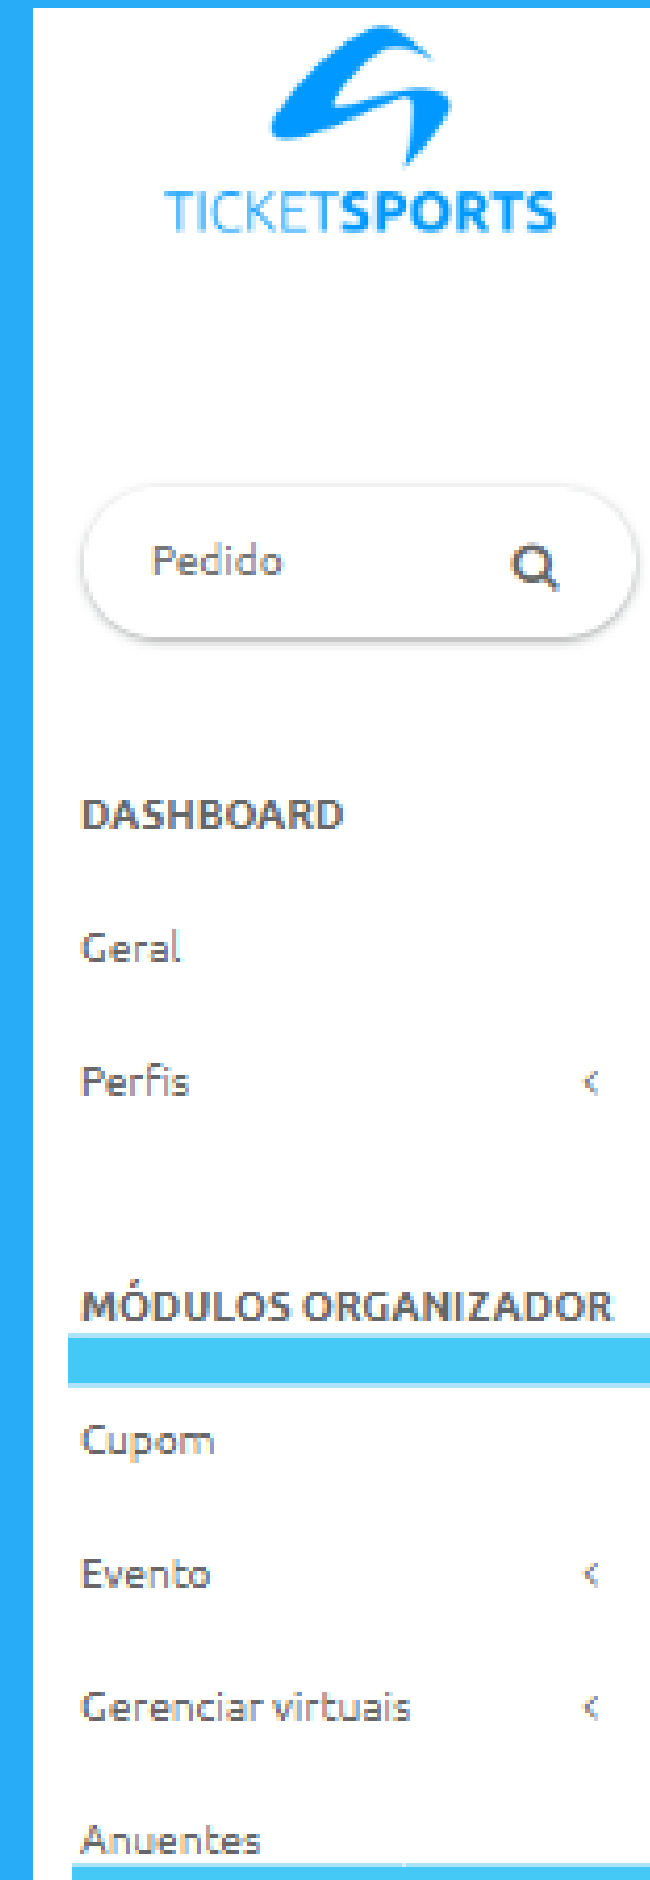 TICKETSPORTS
Pedido
DASHBOARD
Geral
Perfis
MÓDULOS ORGANIZADOR
Cupom
Evento
Gerenciar virtuais
Anuentes